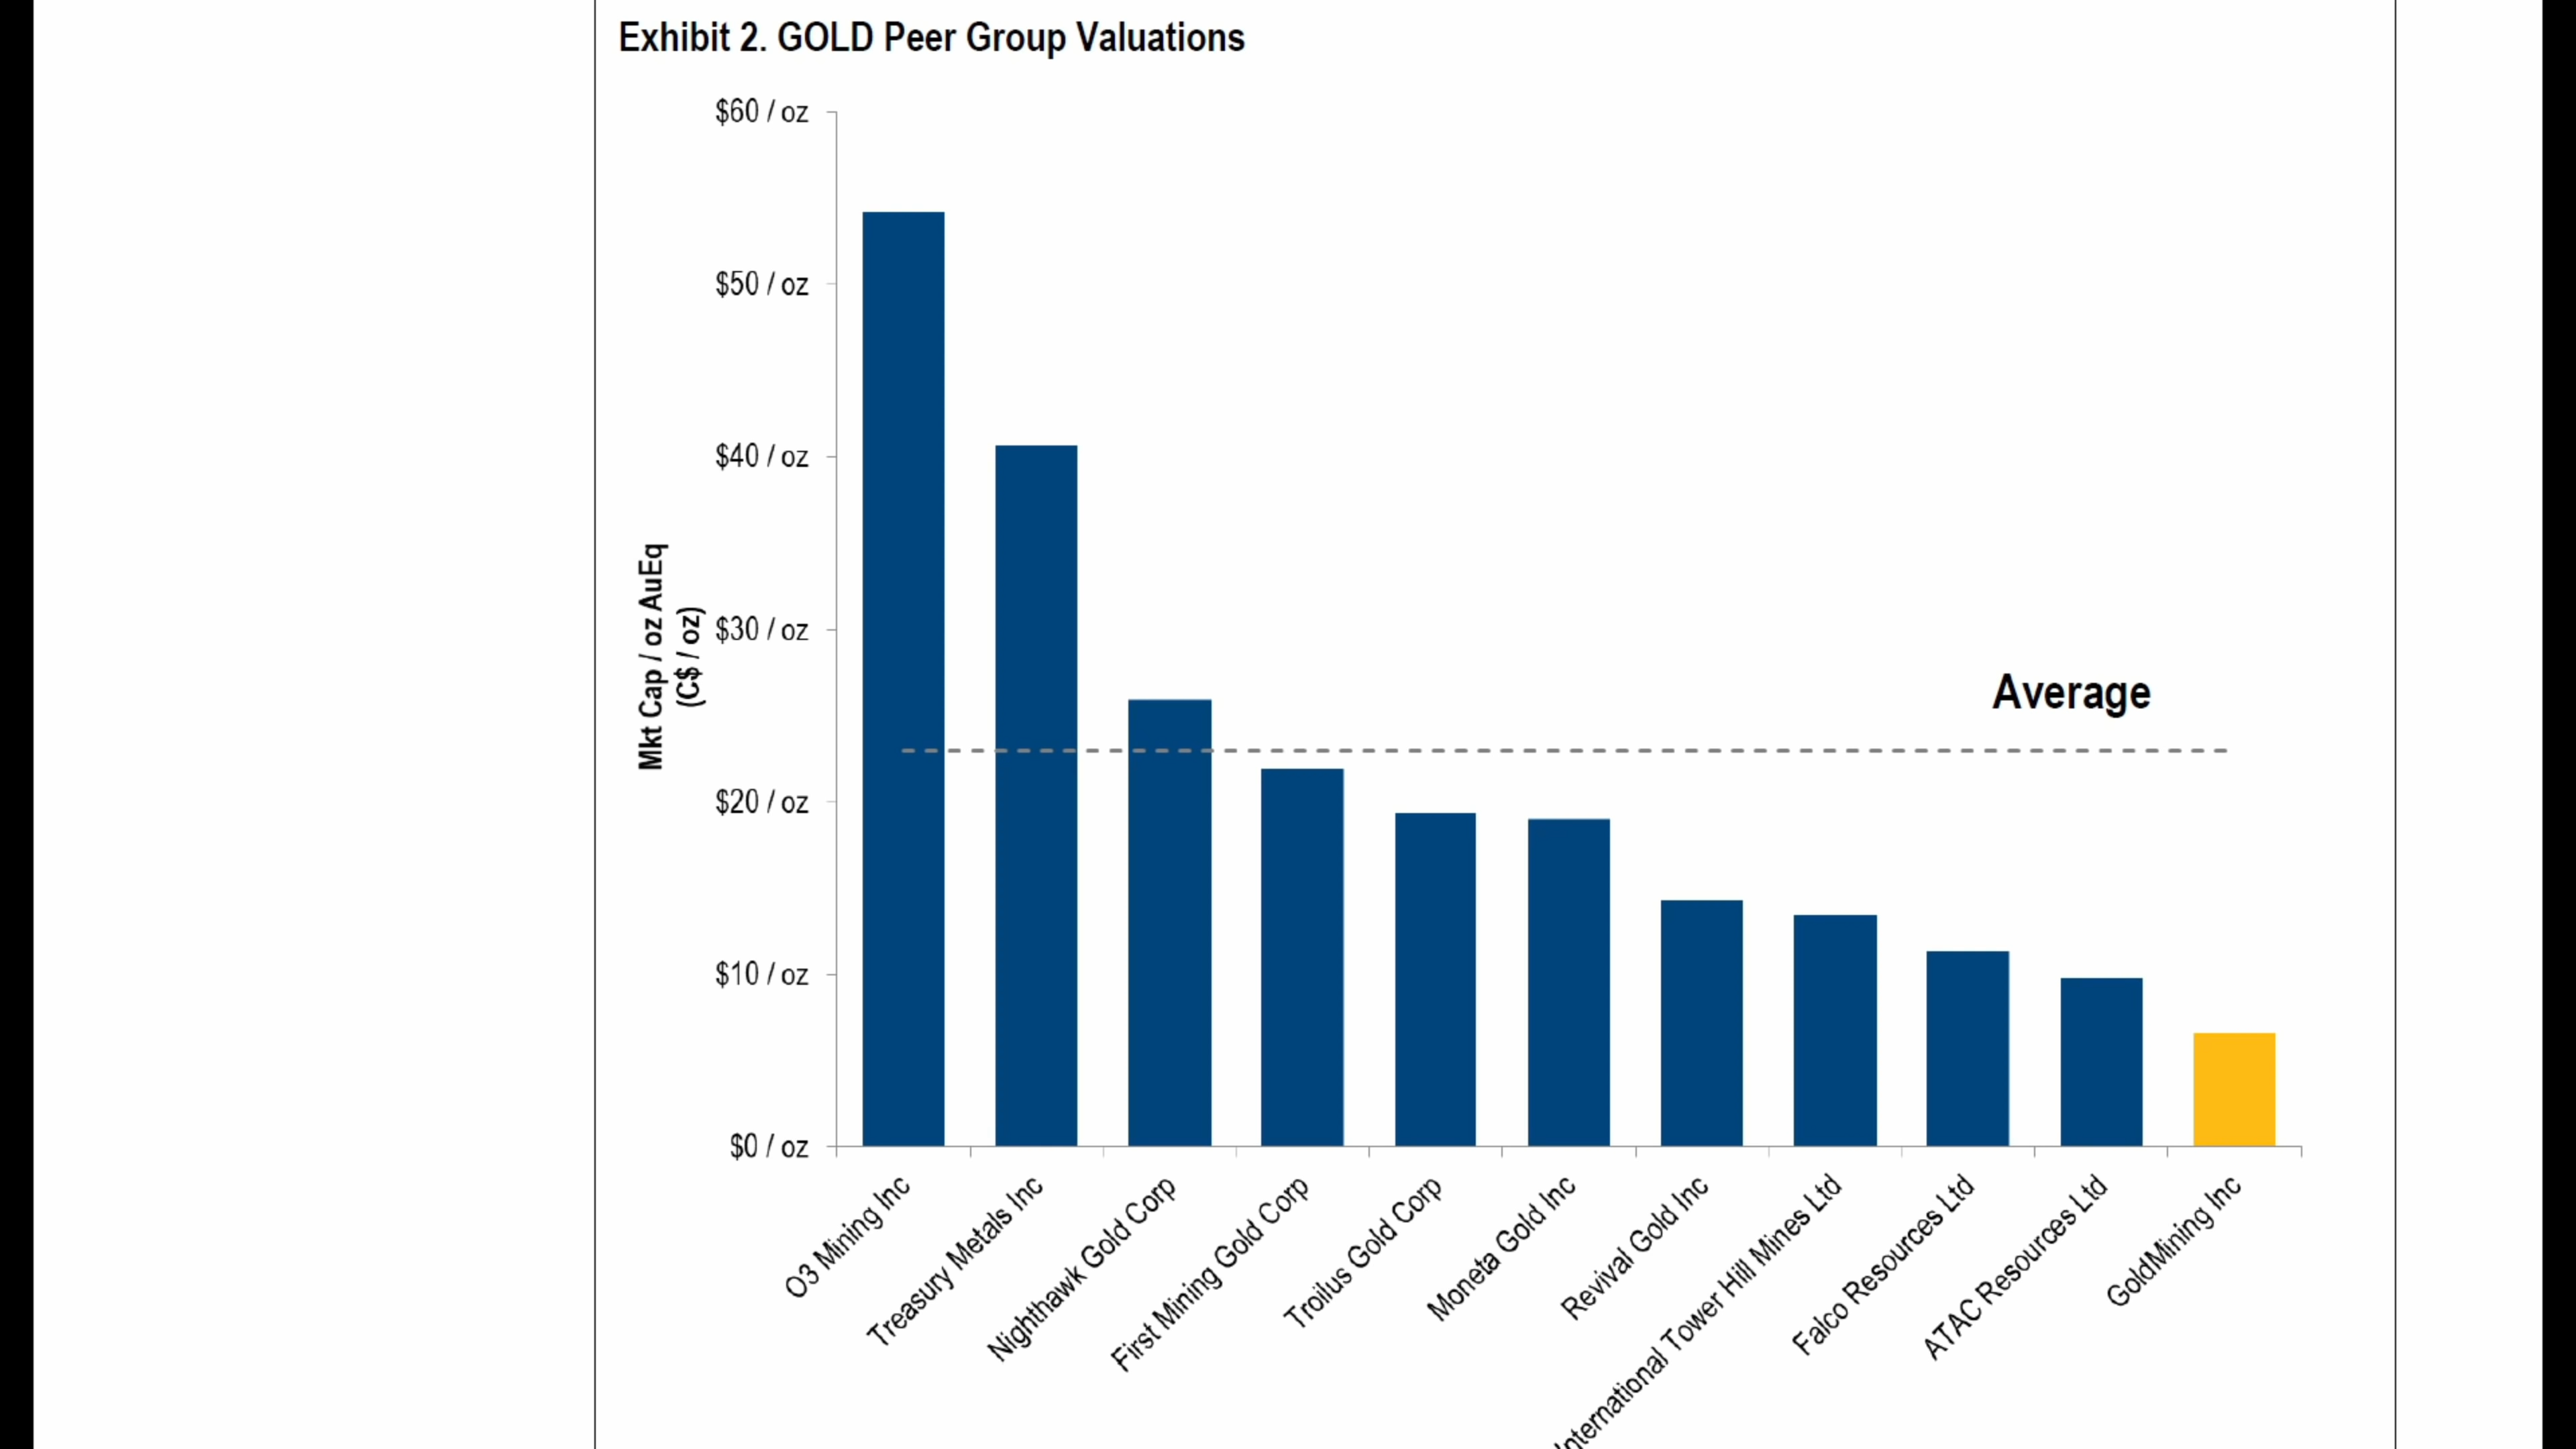 Exhibit 2. GOLD Peer Group Valuations
$60 / oz
$50 / oz
$40 / oz
$30 / oz
$20 / oz
$10 / oz
$0 / oz
Mkt Cap / oz AuEq
(C$ / oz)
Average
O3 Mining Inc
Treasury Metals Inc
Nighthawk Gold Corp
First Mining Gold Corp
Troilus Gold Corp
Moneta Gold Inc
Revival Gold Inc
International Tower Hill Mines Ltd
Falco Resources Ltd
ATAC Resources Ltd
GoldMining Inc